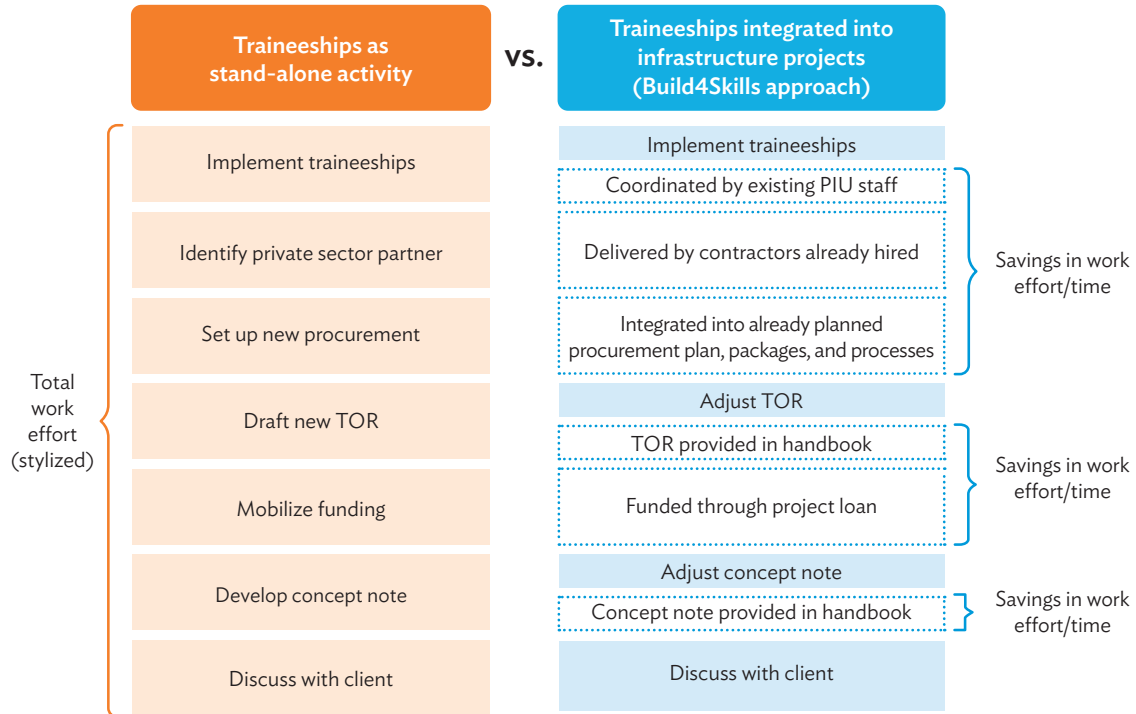 Traineeships as
stand-alone activity
vs.
Traineeships integrated into
infrastructure projects
(Build4Skills approach)
Total
work
effort
(stylized)
Implement traineeships
Identify private sector partner
Set up new procurement
Draft new TOR
Mobilize funding
Develop concept note
Discuss with client
Implement traineeships
Coordinated by existing PIU staff
Delivered by contractors already hired
Integrated into already planned
procurement plan, packages, and processes
Savings in work
effort/time
Adjust TOR
TOR provided in handbook
Funded through project loan
Savings in work
effort/time
Adjust concept note
Concept note provided in handbook
Savings in work
effort/time
Discuss with client